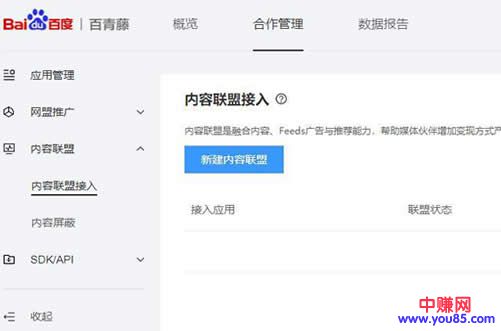 Bai du 百度 | 百青藤
概览
合作管理
数据报告
应用管理
网盟推广
内容联盟
内容联盟接入
内容屏蔽
SDK/API
收起
内容联盟接入
内容联盟是融合内容、Feeds广告与推荐能力，帮助媒体伙伴增加变现方式产
新建内容联盟
接入应用
联盟状态
中赚网
www.you85.com